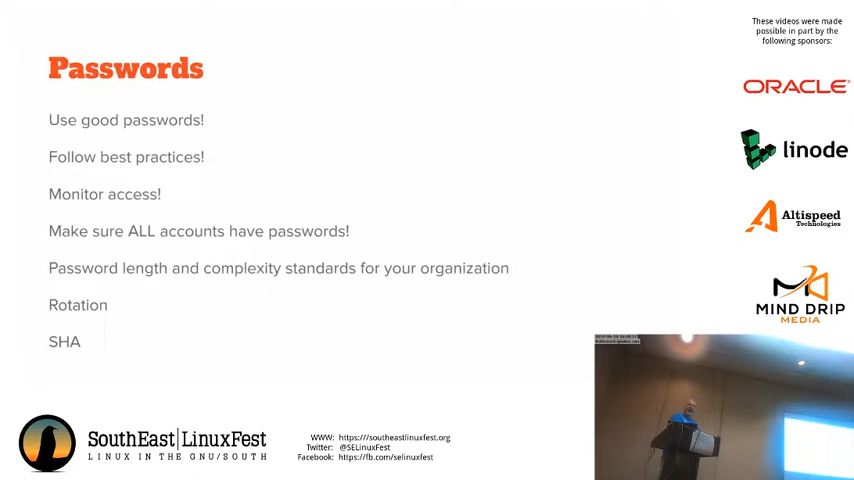 These videos were made
possible in part by the
following sponsors:
Passwords
Use good passwords!
Follow best practices!
Monitor access!
Make sure ALL accounts have passwords!
Password length and complexity standards for your organization
Rotation
SHA
ORACLE®
linode
Altispeed
Technologies
MIND DRIP
MEDIA
SouthEast|LinuxFest
LINUX IN THE GNU/SOUTH
WWW: https:///southeastlinuxfest.org
Twitter: @SELinuxFest
Facebook: https://fb.com/selinuxfest